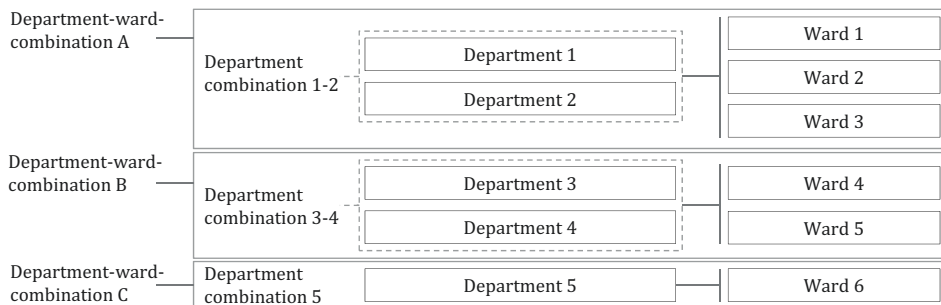 Department-ward-
combination A
Department
combination 1-2
Department 1
Department 2
Ward 1
Ward 2
Ward 3
Department-ward-
combination B
Department
combination 3-4
Department 3
Department 4
Ward 4
Ward 5
Department-ward-
combination C
Department
combination 5
Department 5
Ward 6